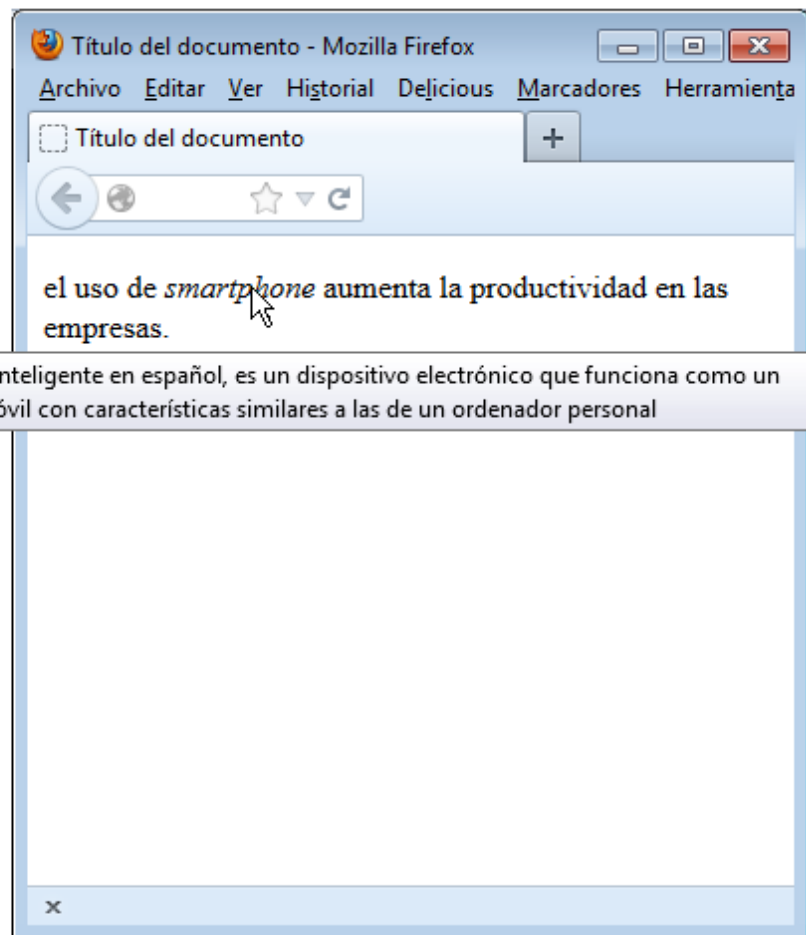 Título del documento - Mozilla Firefox
Archivo Editar Ver Historial Delicious Marcadores Herramienta
Título del documento
el uso de smartphone aumenta la productividad en las
empresas.
nteligente en español, es un dispositivo electrónico que funciona como un
óvil con características similares a las de un ordenador personal